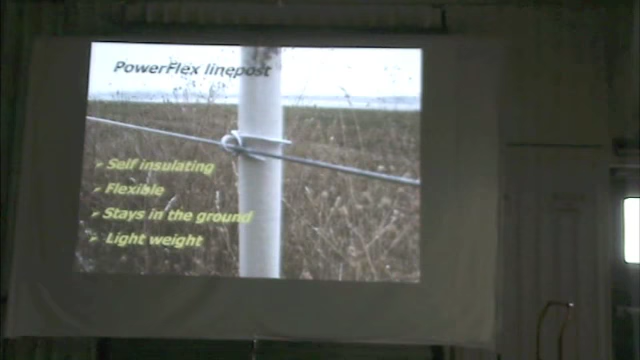 PowerFlex linepost
Self insulating
Flexible
Stays in the ground
Light weight